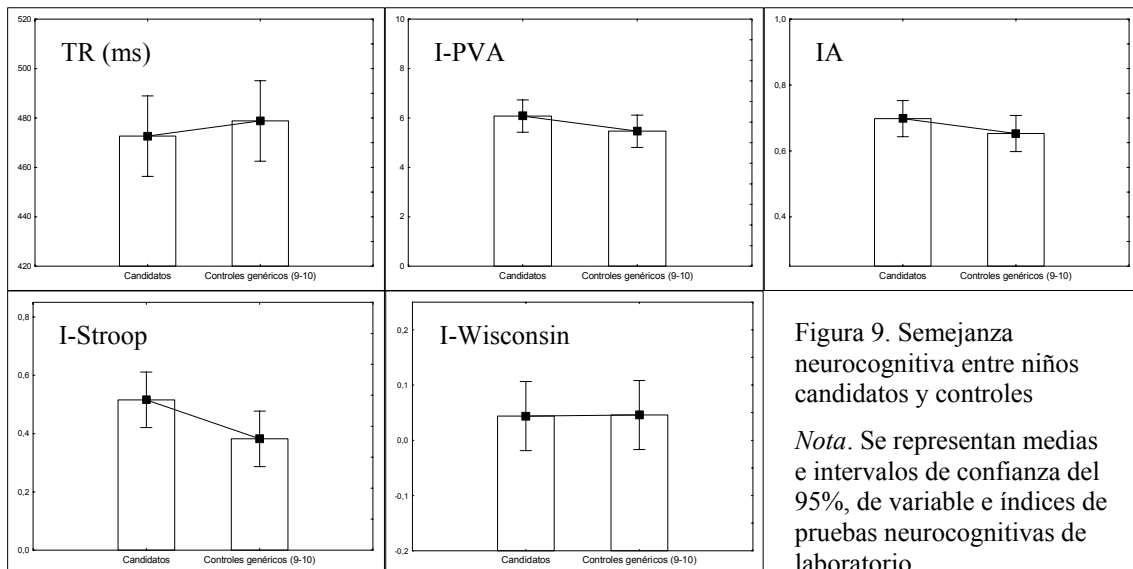 TR (ms)
520
500
480
460
440
420
Candidatos
Controles genéricos (9-10)
I-PVA
10
8
6
4
2
0
Candidatos
Controles genéricos (9-10)
IA
1,0
0,8
0,6
0,4
Candidatos
Controles genéricos (9-10)
I-Stroop
0,8
0,6
0,4
0,2
0,0
Candidatos
Controles genéricos (9-10)
I-Wisconsin
0,2
0,1
0,0
-0,1
-0,2
Candidatos
Controles genéricos (9-10)
Figura 9. Semejanza
neurocognitiva entre niños
candidatos y controles
Nota. Se representan medias
e intervalos de confianza del
95%, de variable e índices de
pruebas neurocognitivas de
laboratorio